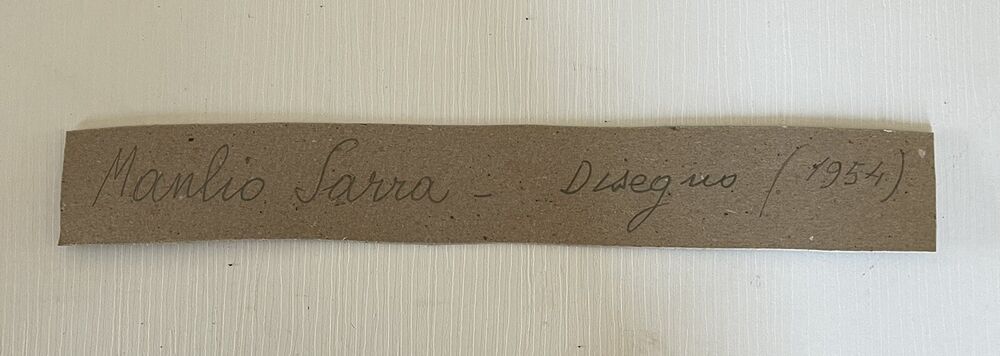 Manlio Sarra - Disegno (1954)